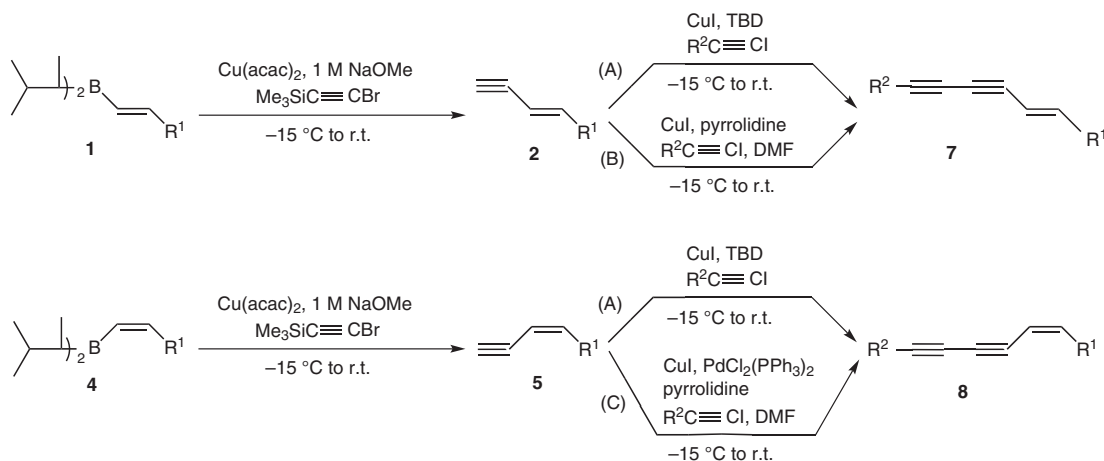 CuI, TBD
R²C≡CI
Cu(acac)₂, 1 M NaOMe
Me₃SiC≡CBr
–15 °C to r.t.
)₂ B
R¹
1
R¹
2
(A)
–15 °C to r.t.
CuI, pyrrolidine
R²C≡CI, DMF
(B)
–15 °C to r.t.
R²
R¹
7
CuI, TBD
R²C≡CI
Cu(acac)₂, 1 M NaOMe
Me₃SiC≡CBr
–15 °C to r.t.
)₂ B
R¹
4
R¹
5
(A)
–15 °C to r.t.
CuI, PdCl₂(PPh₃)₂
pyrrolidine
(C)
R²C≡CI, DMF
–15 °C to r.t.
R²
R¹
8